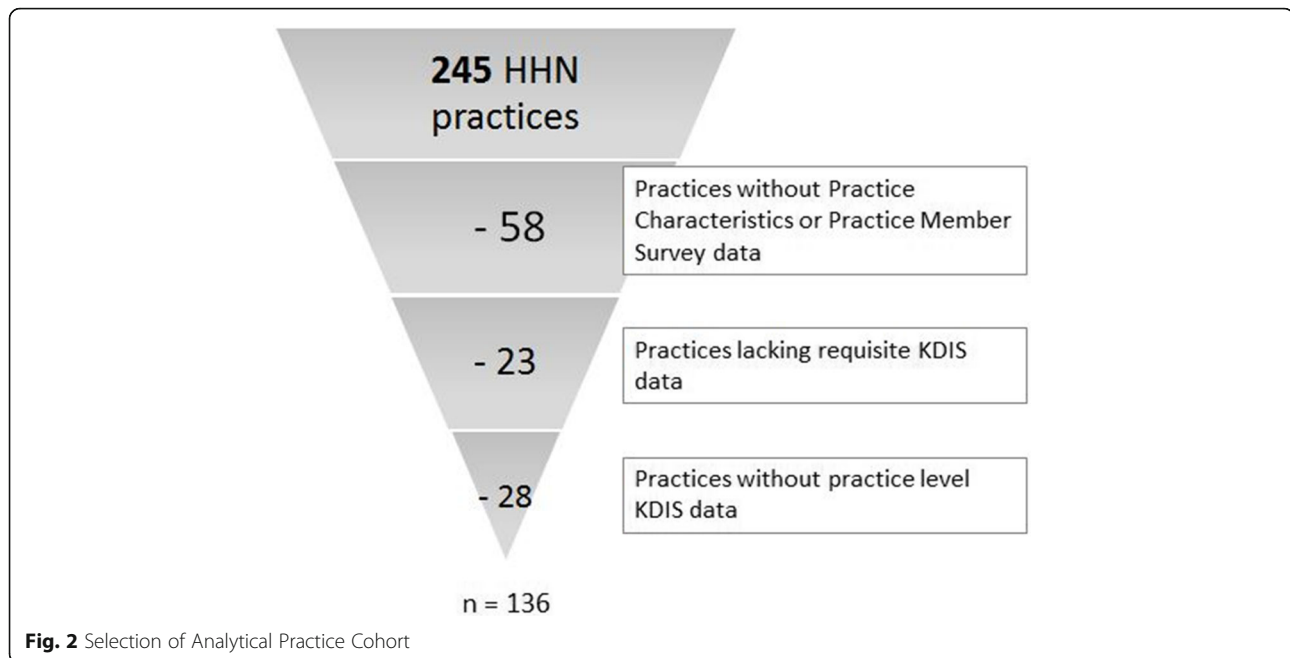 245 HHN
practices
- 58
Practices without Practice
Characteristics or Practice Member
Survey data
- 23
Practices lacking requisite KDIS
data
- 28
Practices without practice level
KDIS data
n = 136
Fig. 2 Selection of Analytical Practice Cohort